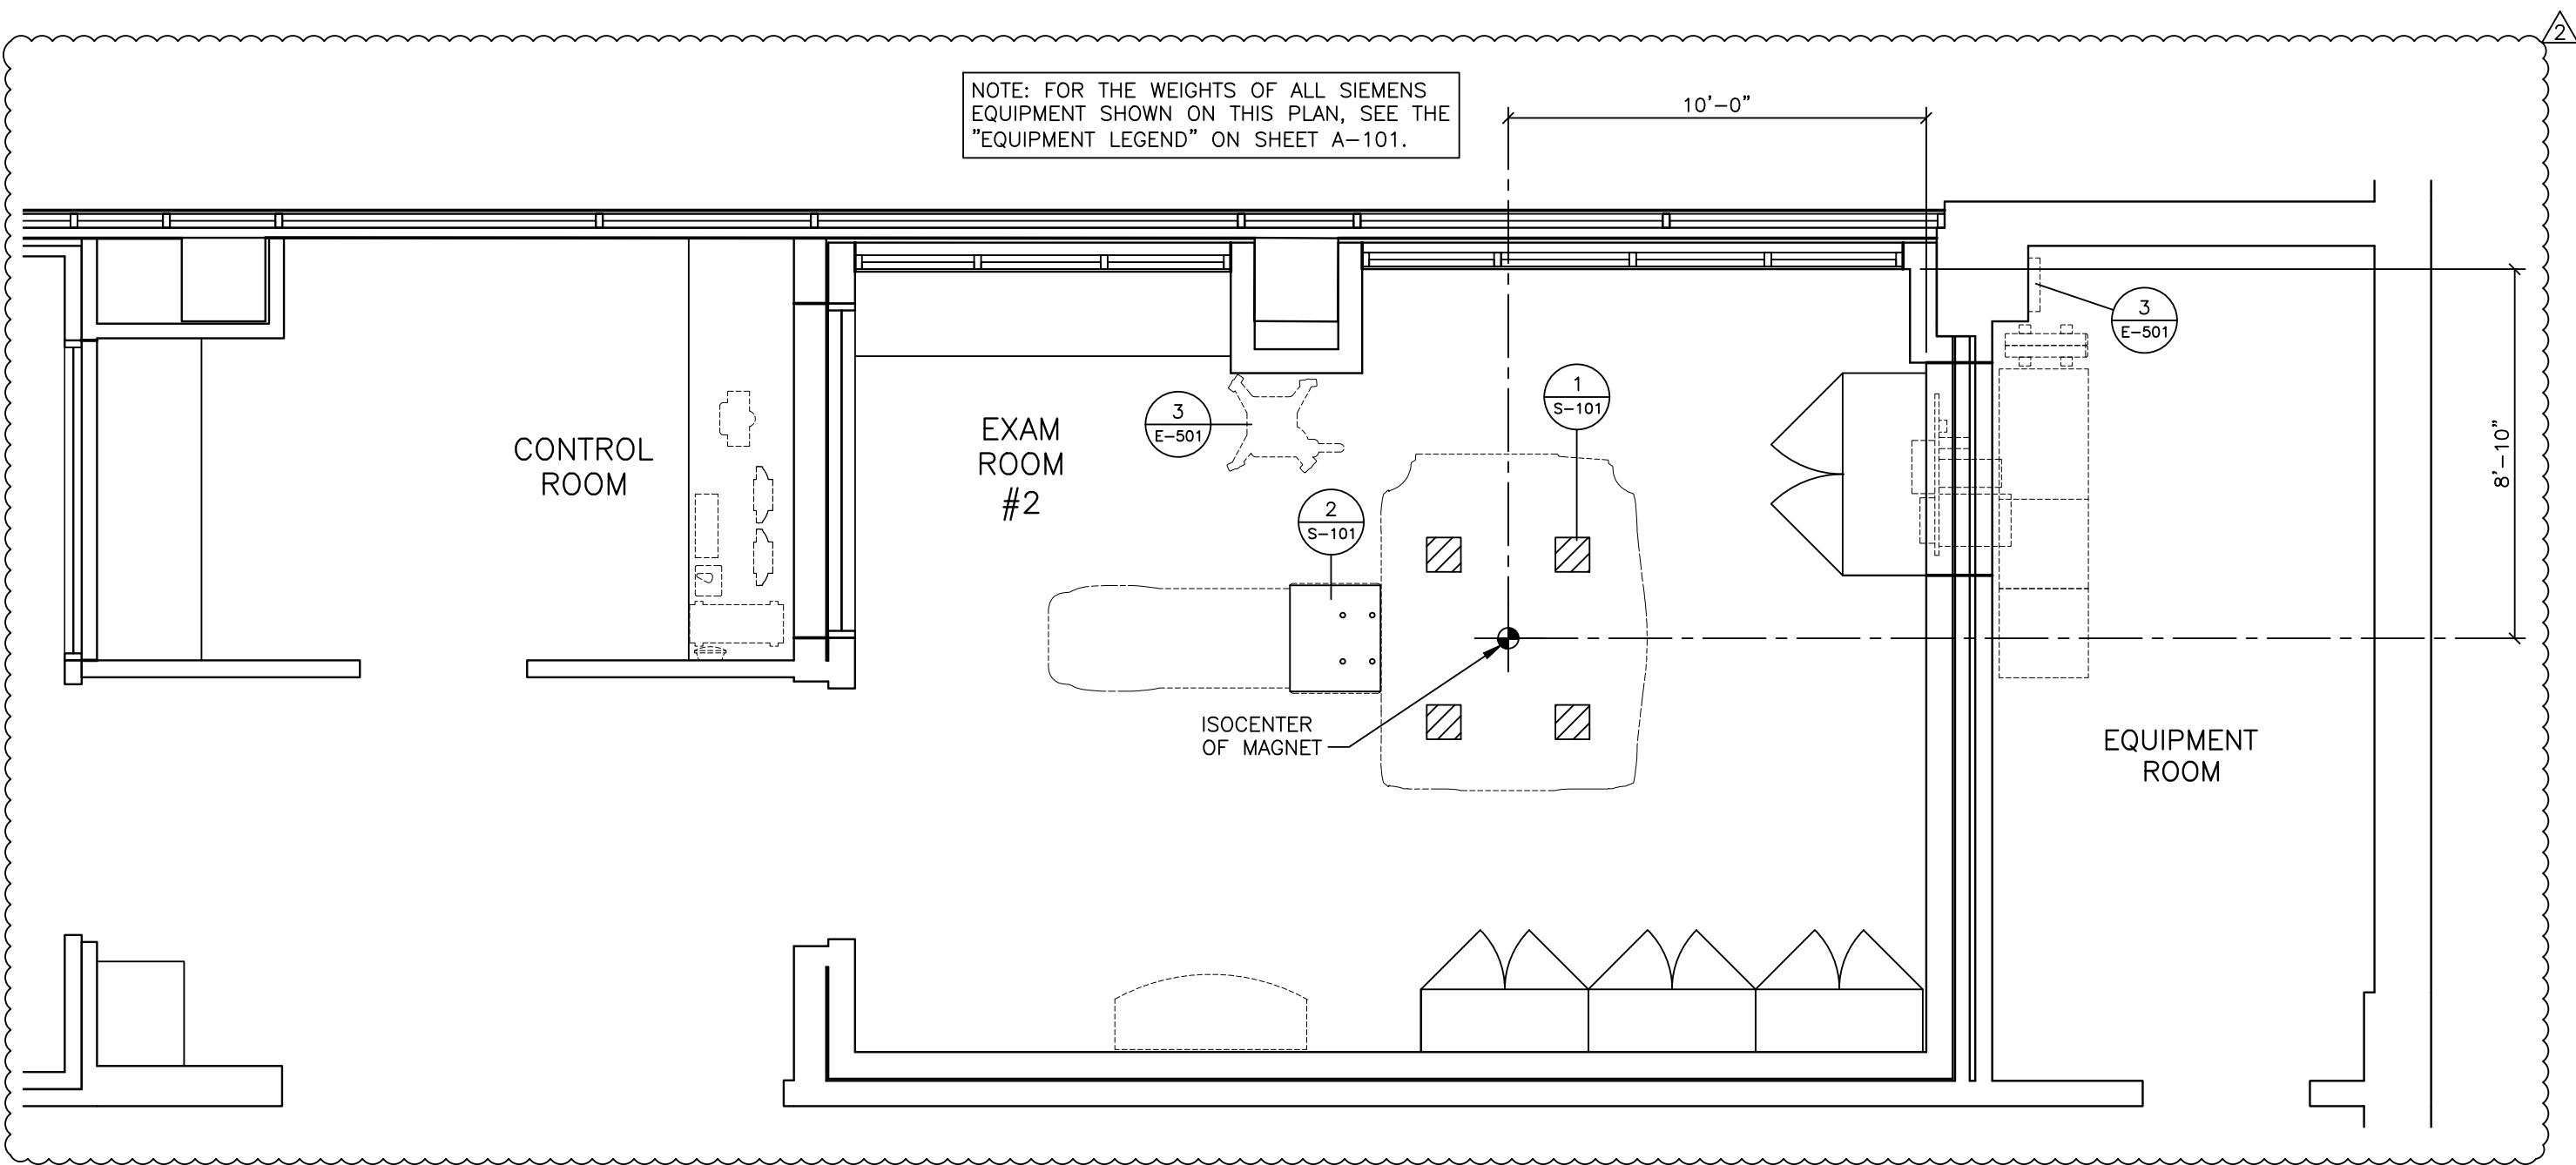 2
NOTE: FOR THE WEIGHTS OF ALL SIEMENS
EQUIPMENT SHOWN ON THIS PLAN, SEE THE
"EQUIPMENT LEGEND" ON SHEET A-101.
10'-0"
3
E-501
1
S-101
3
E-501
EXAM
ROOM
#2
CONTROL
ROOM
8'-10"
2
S-101
ISOCENTER
OF MAGNET
EQUIPMENT
ROOM